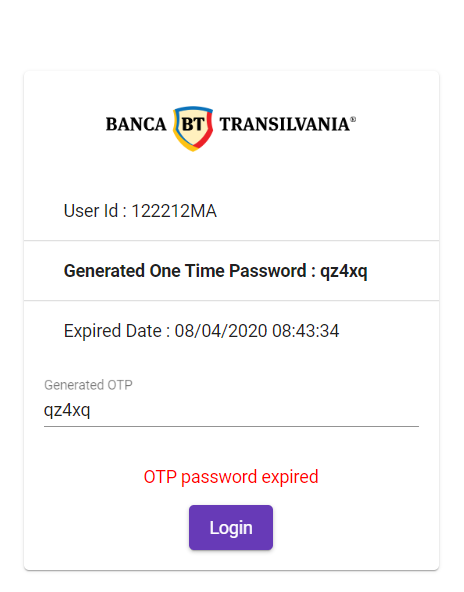 BANCA BT TRANSILVANIA®
User Id : 122212MA
Generated One Time Password : qz4xq
Expired Date : 08/04/2020 08:43:34
Generated OTP
qz4xq
OTP password expired
Login